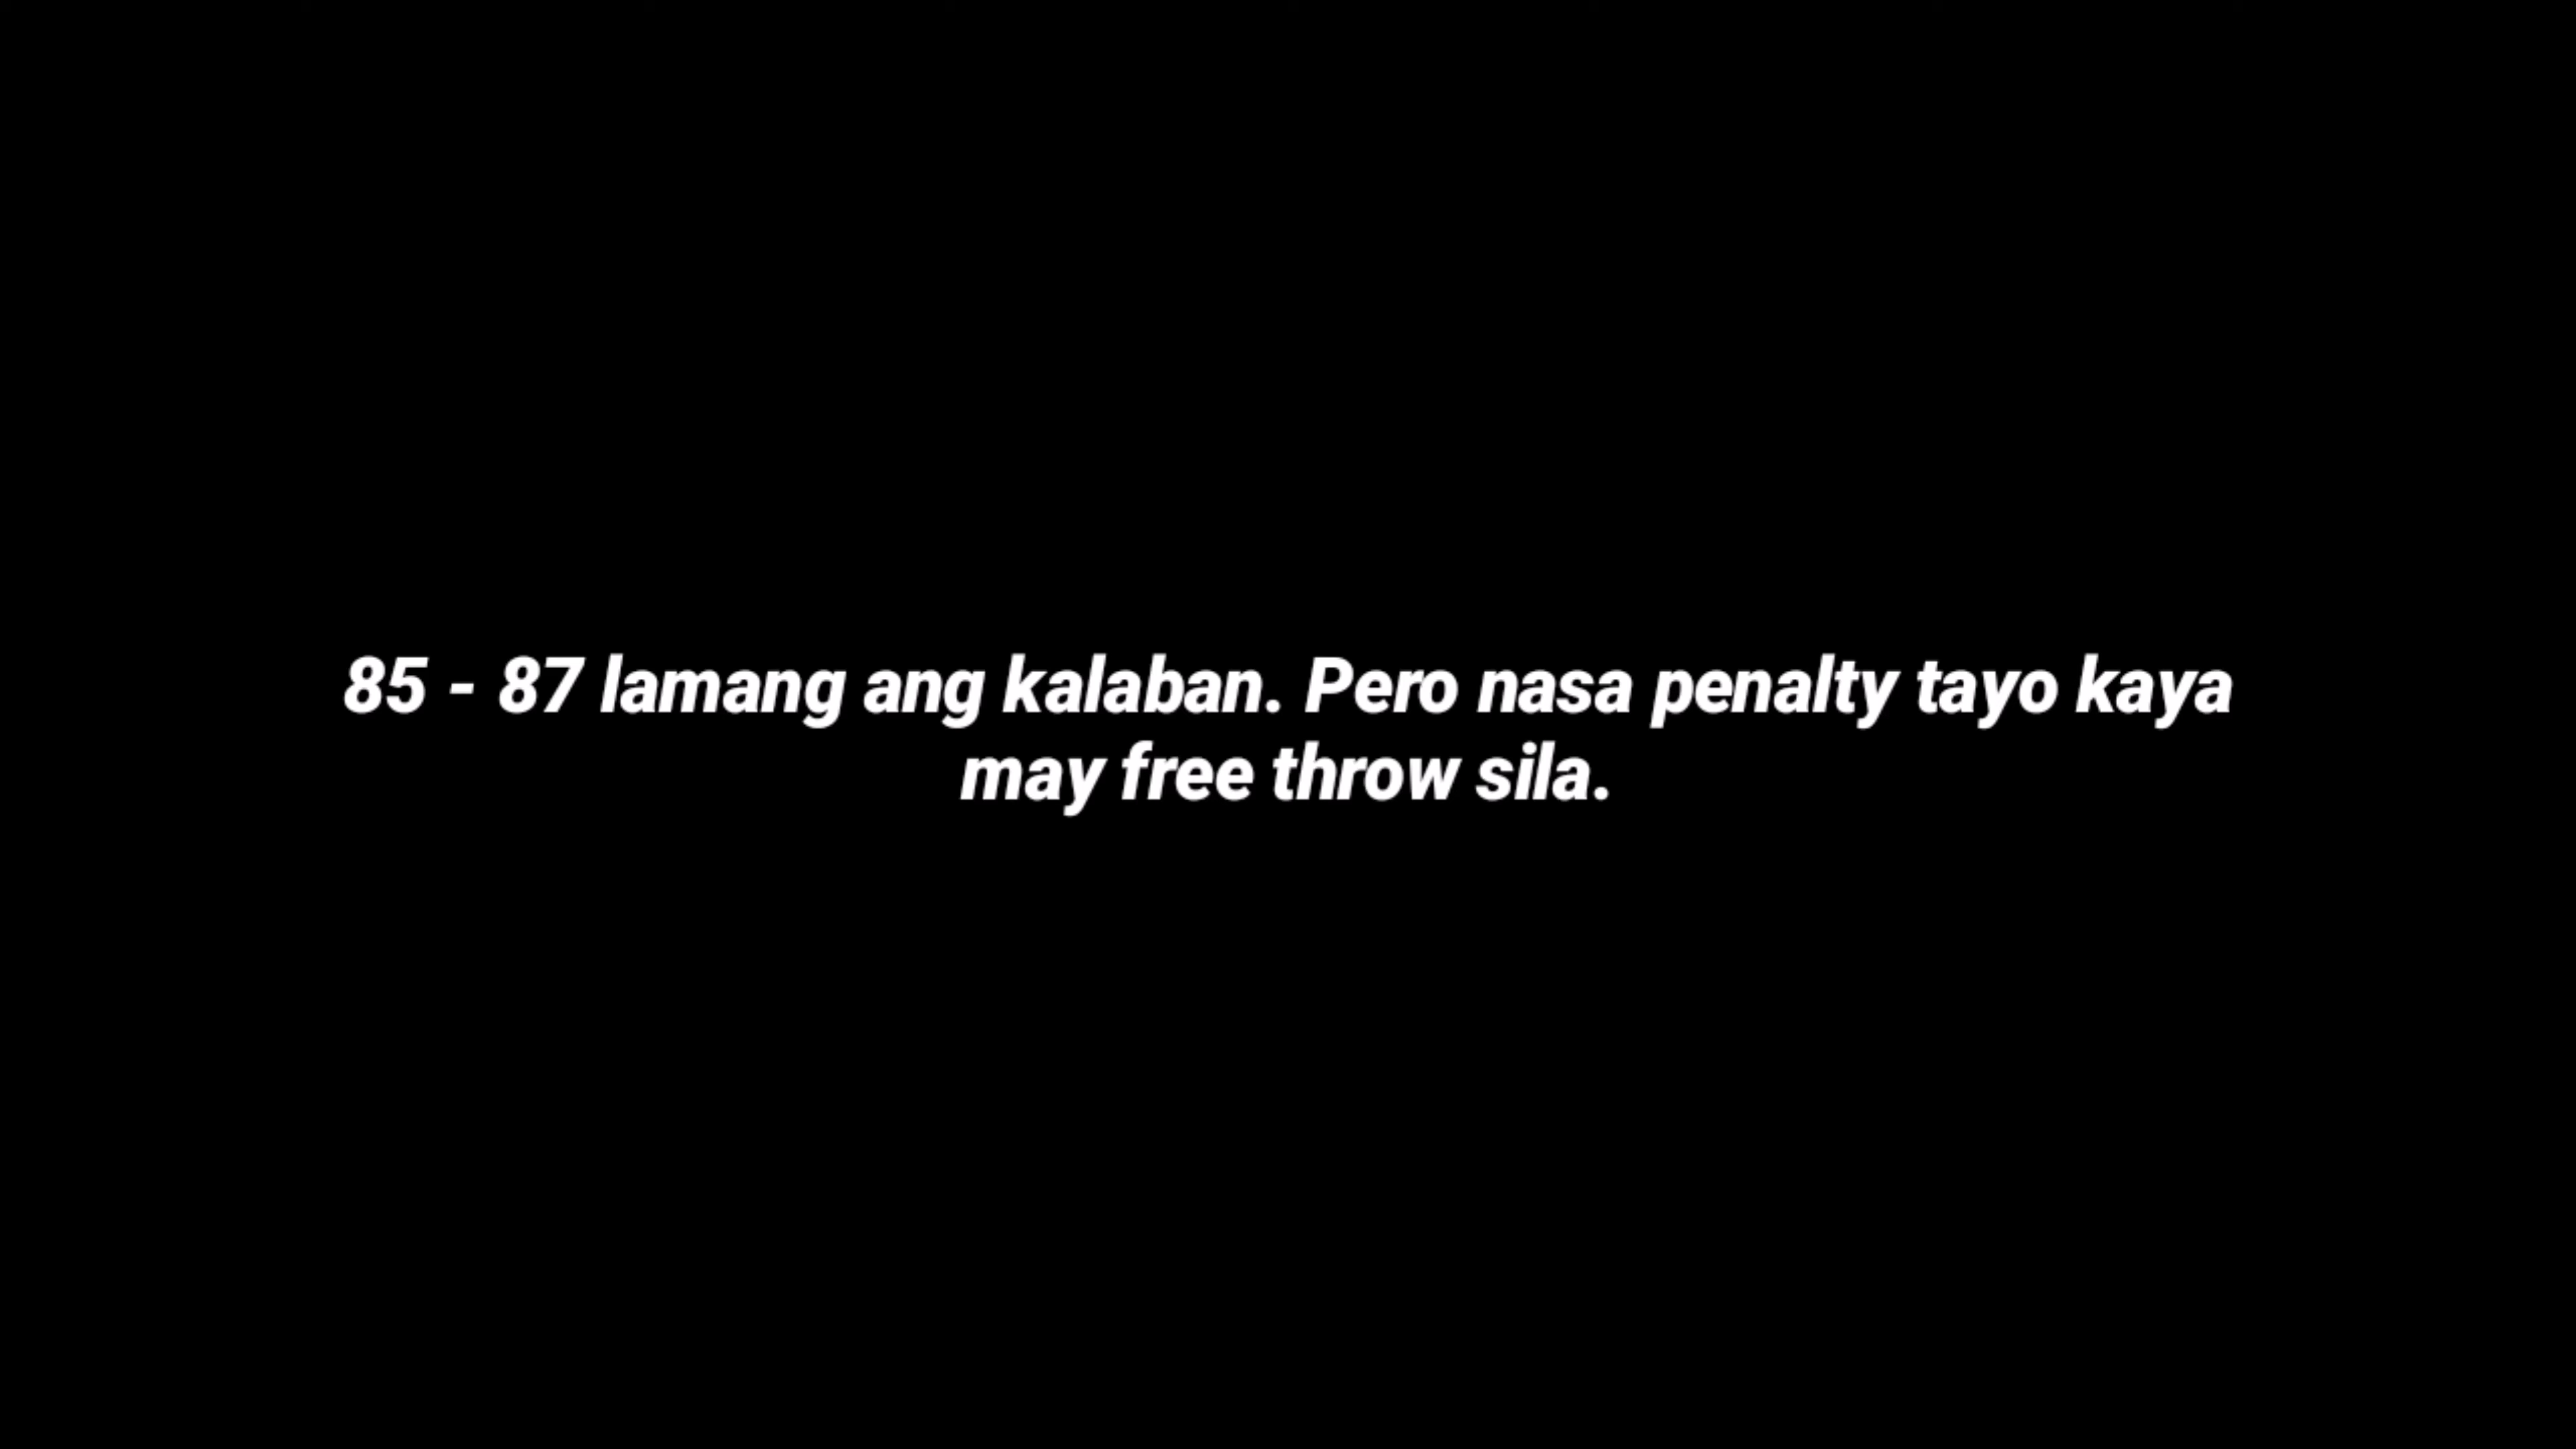 85 - 87 lamang ang kalaban. Pero nasa penalty tayo kaya
may free throw sila.